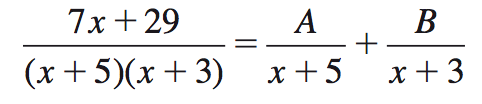 (7x + 29)/((x + 5)(x + 3)) = A/(x + 5) + B/(x + 3)